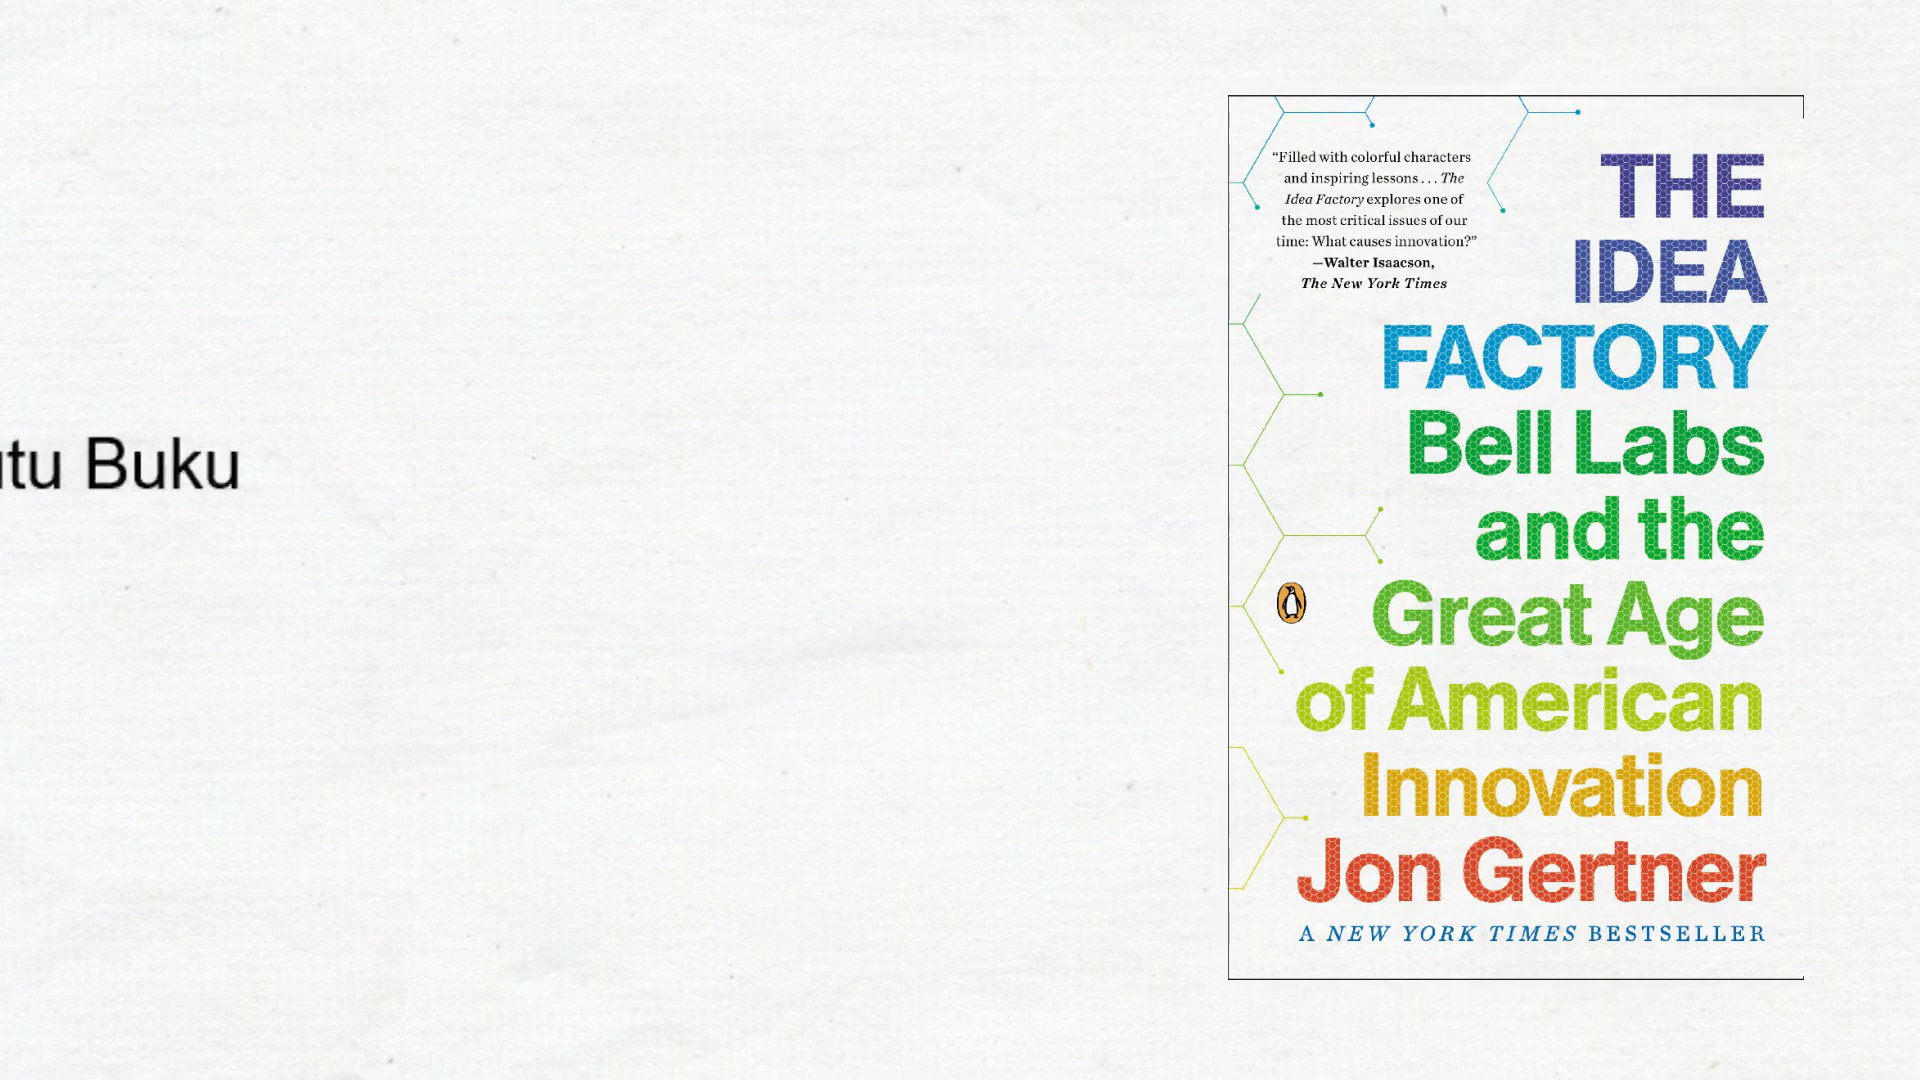 Buku
“Filled with colorful characters
and inspiring lessons . . . The
Idea Factory explores one of
the most critical issues of our
time: What causes innovation?”
—Walter Isaacson,
The New York Times
THE
IDEA
FACTORY
Bell Labs
and the
Great Age
of American
Innovation
Jon Gertner
A NEW YORK TIMES BESTSELLER